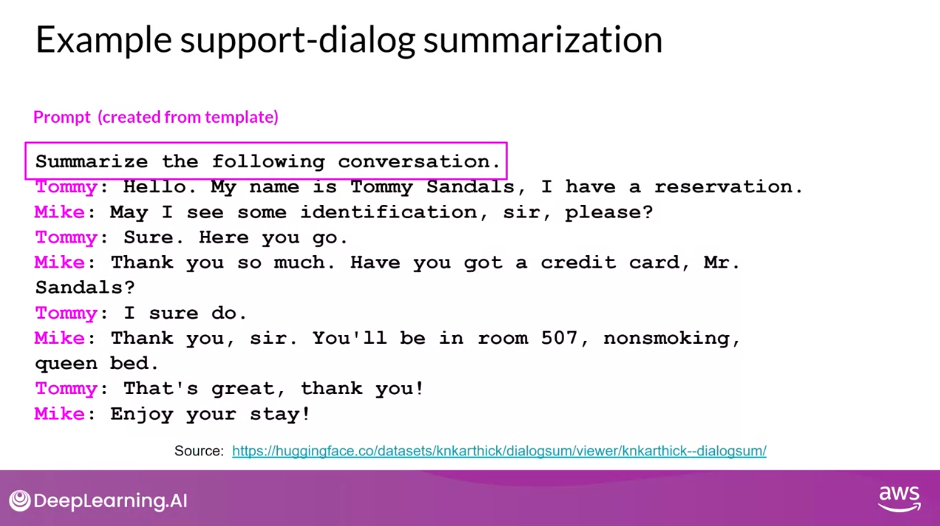 Example support-dialog summarization
Prompt (created from template)
Summarize the following conversation.
Tommy: Hello. My name is Tommy Sandals, I have a reservation.
Mike: May I see some identification, sir, please?
Tommy: Sure. Here you go.
Mike: Thank you so much. Have you got a credit card, Mr.
Sandals?
Tommy: I sure do.
Mike: Thank you, sir. You'll be in room 507, nonsmoking,
queen bed.
Tommy: That's great, thank you!
Mike: Enjoy your stay!
Source: https://huggingface.co/datasets/knkarthick/dialogsum/viewer/knkarthick--dialogsum/
DeepLearning.AI
aws